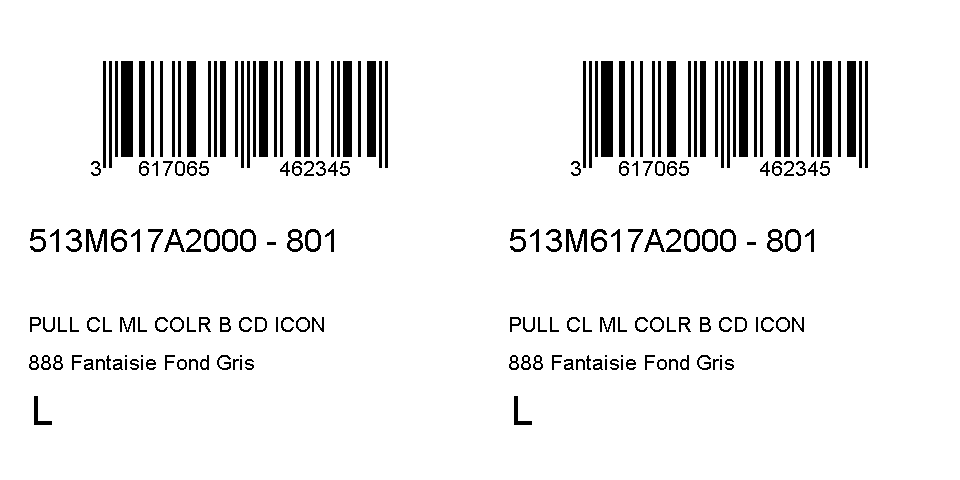 3 617065 462345
513M617A2000 - 801
PULL CL ML COLR B CD ICON
888 Fantaisie Fond Gris
L
3 617065 462345
513M617A2000 - 801
PULL CL ML COLR B CD ICON
888 Fantaisie Fond Gris
L